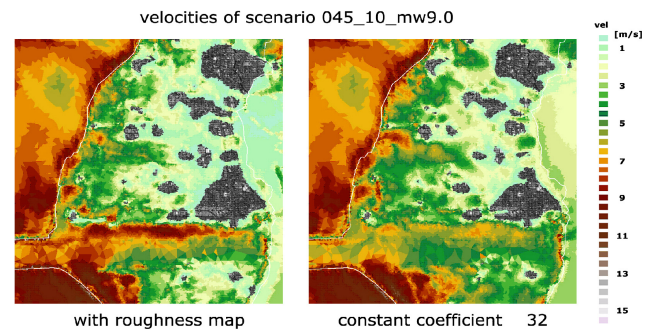 velocities of scenario 045_10_mw9.0
vel
[m/s]
1
3
5
7
9
11
13
15
with roughness map
constant coefficient 32